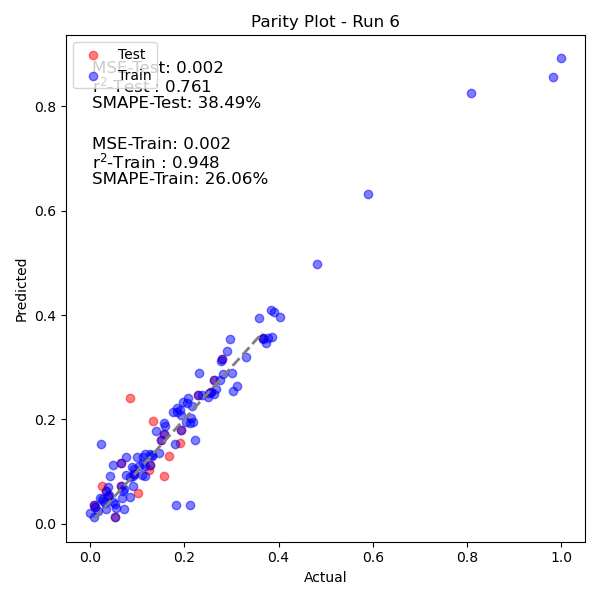 Parity Plot - Run 6
Test
Train
MSE-Test: 0.002
r²-Test : 0.761
SMAPE-Test: 38.49%
MSE-Train: 0.002
r²-Train : 0.948
SMAPE-Train: 26.06%
Predicted
0.8
0.6
0.4
0.2
0.0
0.0 0.2 0.4 0.6 0.8 1.0
Actual